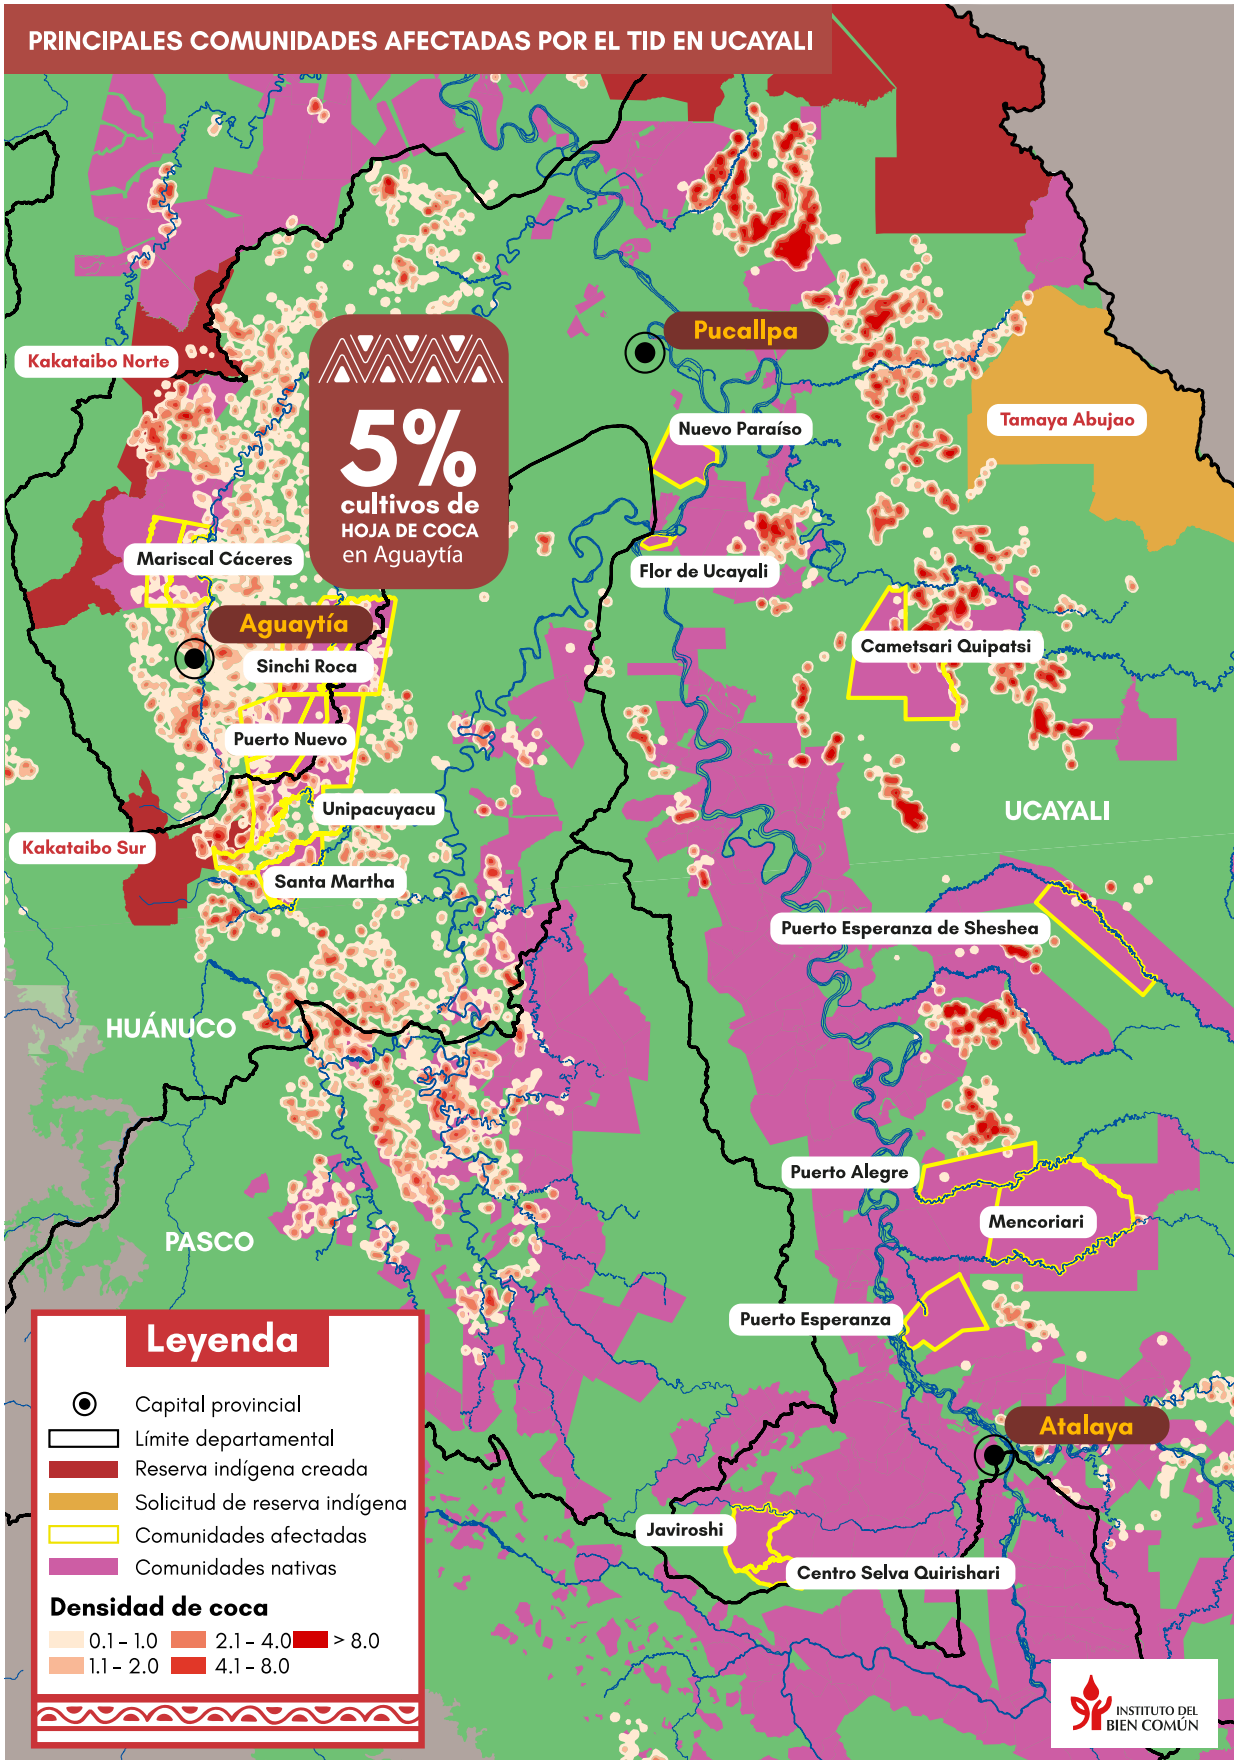 PRINCIPALES COMUNIDADES AFECTADAS POR EL TID EN UCAYALI
Kakataibo Norte
5%
cultivos de
HOJA DE COCA
en Aguaytía
Pucallpa
Nuevo Paraíso
Tamaya Abujao
Mariscal Cáceres
Flor de Ucayali
Aguaytía
Sinchi Roca
Cametsari Quipatsi
Puerto Nuevo
Unipacuyacu
UCAYALI
Kakataibo Sur
Santa Martha
Puerto Esperanza de Sheshea
HUÁNUCO
Puerto Alegre
Mencoriari
PASCO
Puerto Esperanza
Atalaya
Javiroshi
Centro Selva Quirishari
Leyenda
Capital provincial
Límite departamental
Reserva indígena creada
Solicitud de reserva indígena
Comunidades afectadas
Comunidades nativas
Densidad de coca
0.1 - 1.0 2.1 - 4.0 > 8.0
1.1 - 2.0 4.1 - 8.0
INSTITUTO DEL
BIEN COMÚN